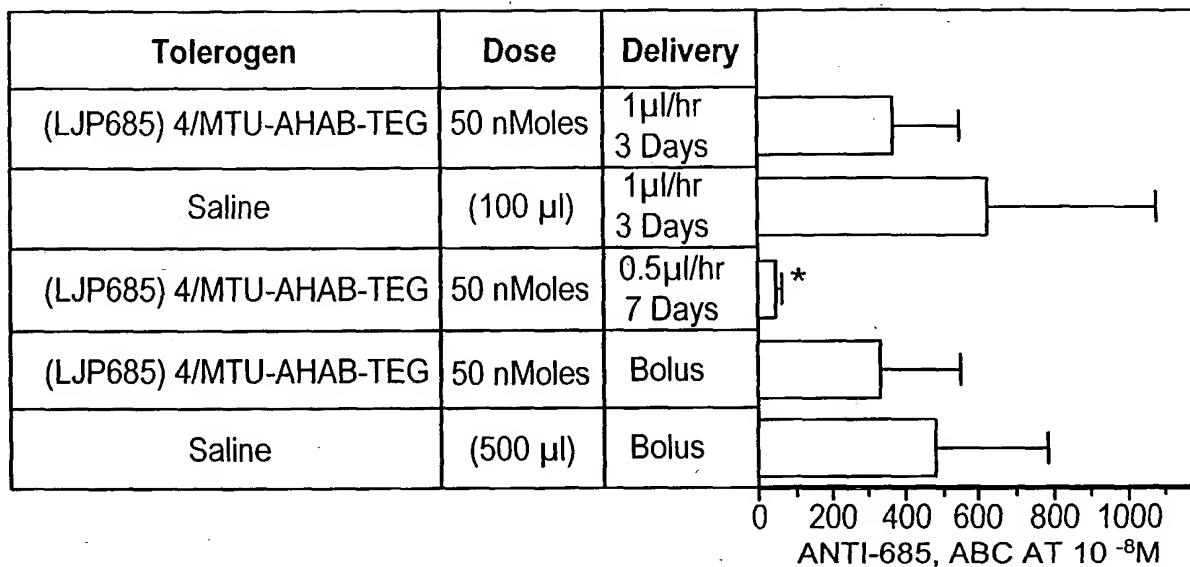 Tolerogen Dose Delivery
(LJP685) 4/MTU-AHAB-TEG 50 nMoles 1µl/hr
3 Days
Saline (100 µl) 1µl/hr
3 Days
(LJP685) 4/MTU-AHAB-TEG 50 nMoles 0.5µl/hr
7 Days
*
(LJP685) 4/MTU-AHAB-TEG 50 nMoles Bolus
Saline (500 µl) Bolus
0 200 400 600 800 1000
ANTI-685, ABC AT 10 -8M